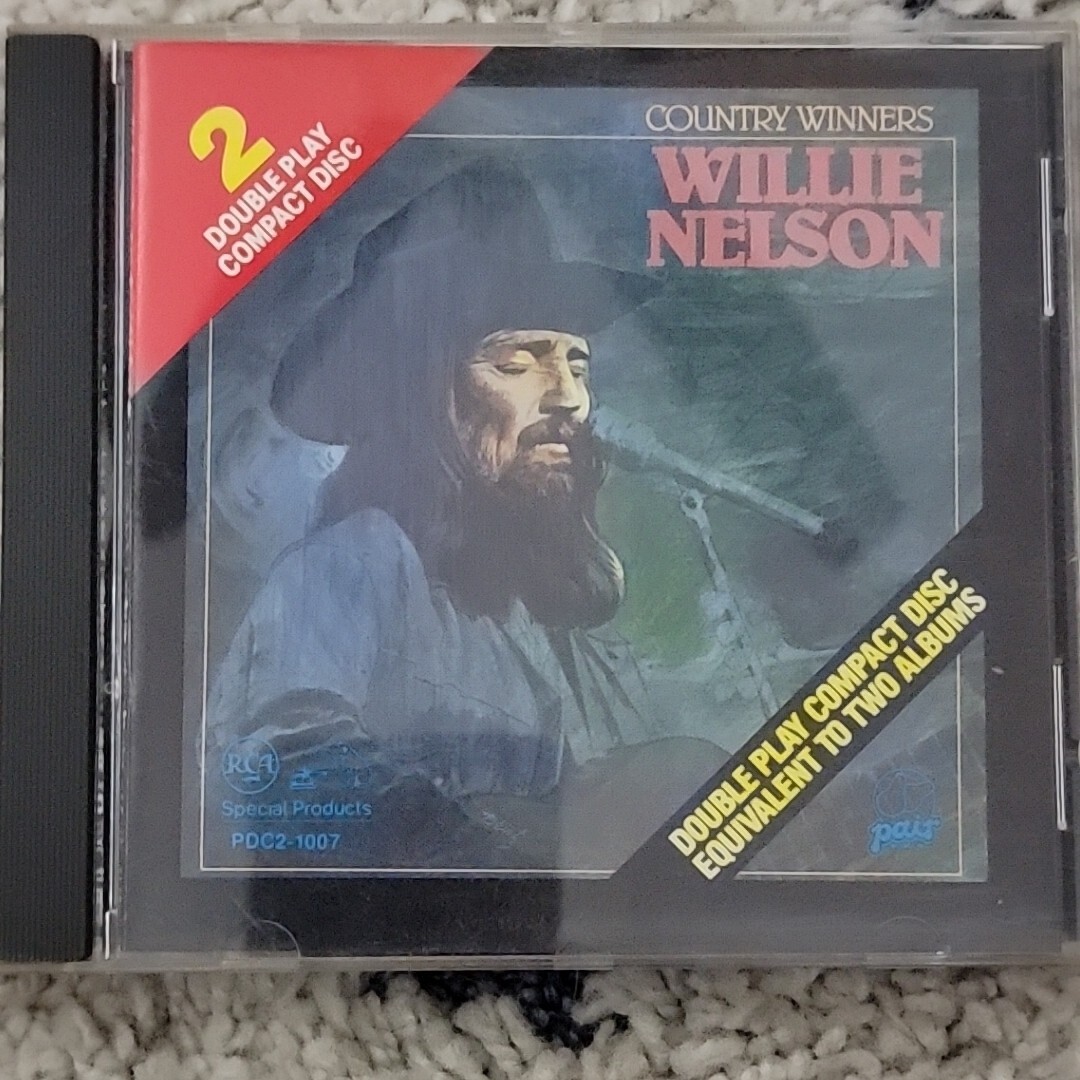 2
DOUBLE PLAY
COMPACT DISC
COUNTRY WINNERS
WILLIE
NELSON
DOUBLE PLAY COMPACT DISC
EQUIVALENT TO TWO ALBUMS
RCA
Special Products
PDC2-1007
pair